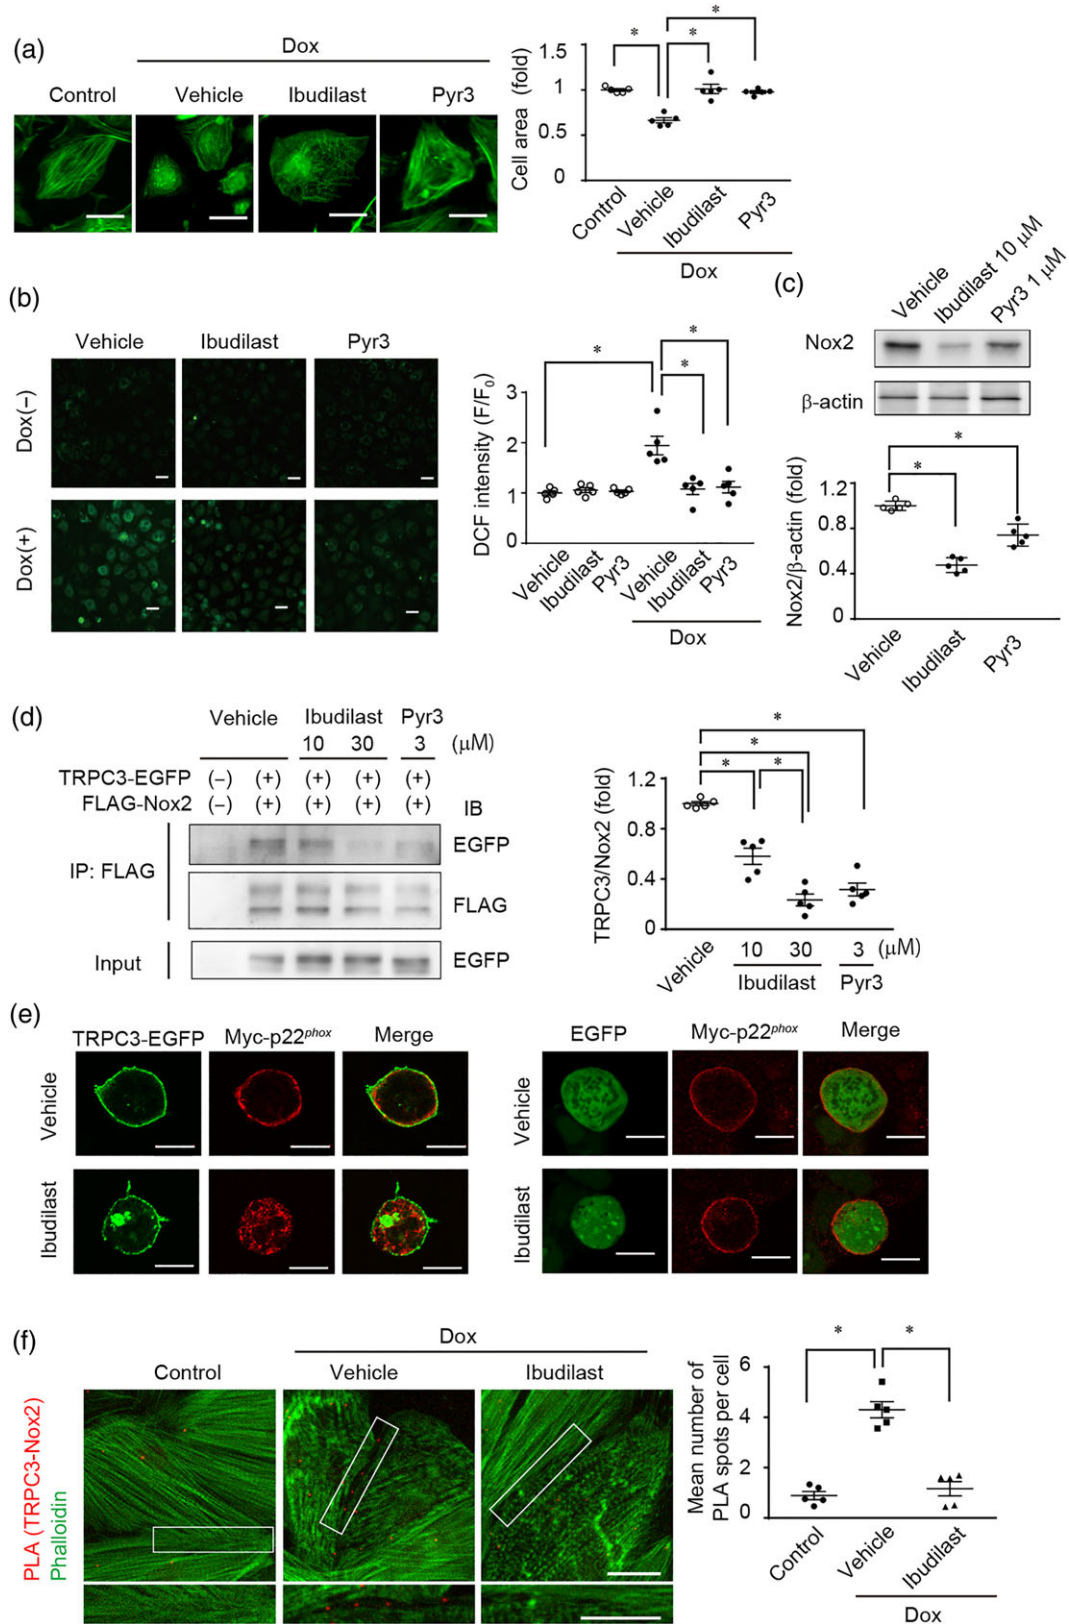 (a)
Dox
Control Vehicle Ibudilast Pyr3
Cell area (fold)
1.5
1
0.5
0
*
*
*
Control
Vehicle
Ibudilast
Pyr3
Dox
(b)
Vehicle Ibudilast Pyr3
Dox(−)
Dox(+)
DCF intensity (F/F₀)
3
2
1
0
*
*
*
Vehicle
Ibudilast
Pyr3
Vehicle
Ibudilast
Pyr3
Dox
(c)
Vehicle
Ibudilast 10 μM
Pyr3 1 μM
Nox2
β-actin
Nox2/β-actin (fold)
1.2
0.8
0.4
0
*
*
Vehicle
Ibudilast
Pyr3
(d)
Vehicle Ibudilast Pyr3
10 30 3 (μM)
TRPC3-EGFP (−) (+) (+) (+) (+)
FLAG-Nox2 (−) (+) (+) (+) (+) IB
IP: FLAG
EGFP
FLAG
Input
EGFP
TRPC3/Nox2 (fold)
1.2
0.8
0.4
0
*
*
*
*
Vehicle
10 30 3 (μM)
Ibudilast Pyr3
(e)
TRPC3-EGFP Myc-p22phox Merge
Vehicle
Ibudilast
EGFP Myc-p22phox Merge
Vehicle
Ibudilast
(f)
Dox
Control Vehicle Ibudilast
PLA (TRPC3-Nox2)
Phalloidin
Mean number of
PLA spots per cell
6
4
2
0
*
*
Control
Vehicle
Ibudilast
Dox